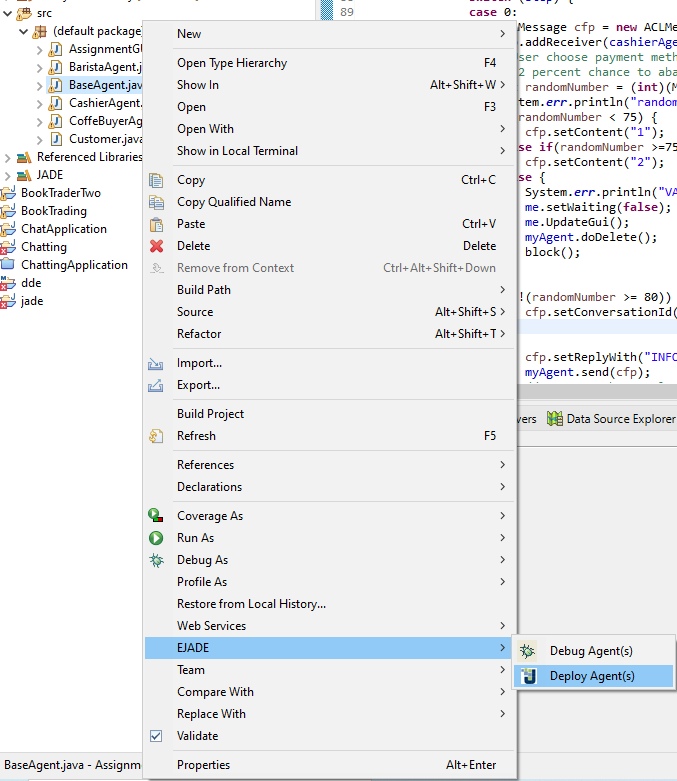 src
(default package)
AssignmentGU
BaristaAgent.j
BaseAgent.jav
CashierAgent.
CoffeBuyerAg
Customer.java
Referenced Libraries
JADE
BookTraderTwo
BookTrading
ChatApplication
Chatting
ChattingApplication
dde
jade
New
Open Type Hierarchy F4
Show In Alt+Shift+W
Open F3
Open With
Show in Local Terminal
Copy Ctrl+C
Copy Qualified Name
Paste Ctrl+V
Delete Delete
Remove from Context Ctrl+Alt+Shift+Down
Build Path
Source Alt+Shift+S
Refactor Alt+Shift+T
Import...
Export...
Build Project
Refresh F5
References
Declarations
Coverage As
Run As
Debug As
Profile As
Restore from Local History...
Web Services
EJADE
Team
Compare With
Replace With
Validate
Properties Alt+Enter
Debug Agent(s)
Deploy Agent(s)
89
case 0:
Message cfp = new ACLMe
.addReceiver(cashierAge
ser choose payment meth
2 percent chance to aba
randomNumber = (int)(M
tem.err.println("random
randomNumber < 75) {
cfp.setContent("1");
se if(randomNumber >=75
cfp.setContent("2");
se {
System.err.println("VA
me.setWaiting(false);
me.UpdateGui();
myAgent.doDelete();
block();
!(randomNumber >= 80))
cfp.setConversationId(
cfp.setReplyWith("INFO
myAgent.send(cfp);
vers Data Source Explorer
BaseAgent.java - Assignm